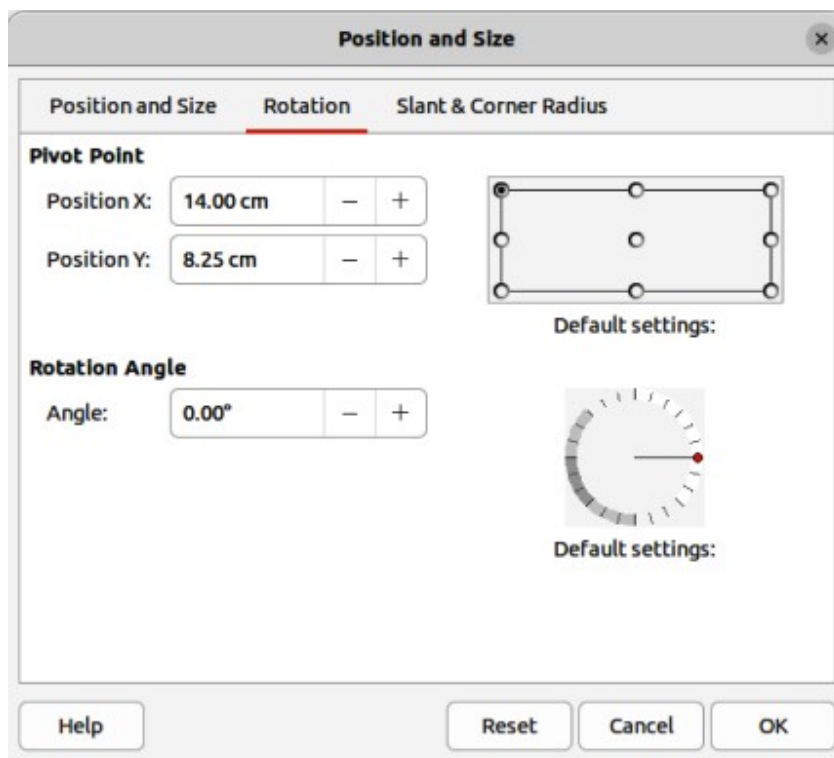 Position and Size
Position and Size Rotation Slant & Corner Radius
Pivot Point
Position X: 14.00 cm − +
Position Y: 8.25 cm − +
Default settings:
Rotation Angle
Angle: 0.00° − +
Default settings:
Help Reset Cancel OK